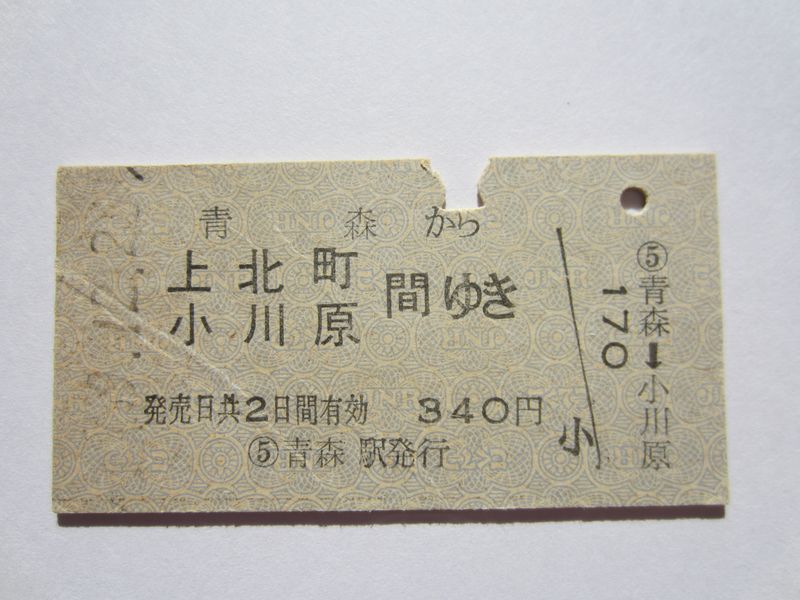 青森から
上北町
小川原
間ゆき
発売日共2日間有効 340円
⑤青森駅発行
小
170
⑤青森➡小川原